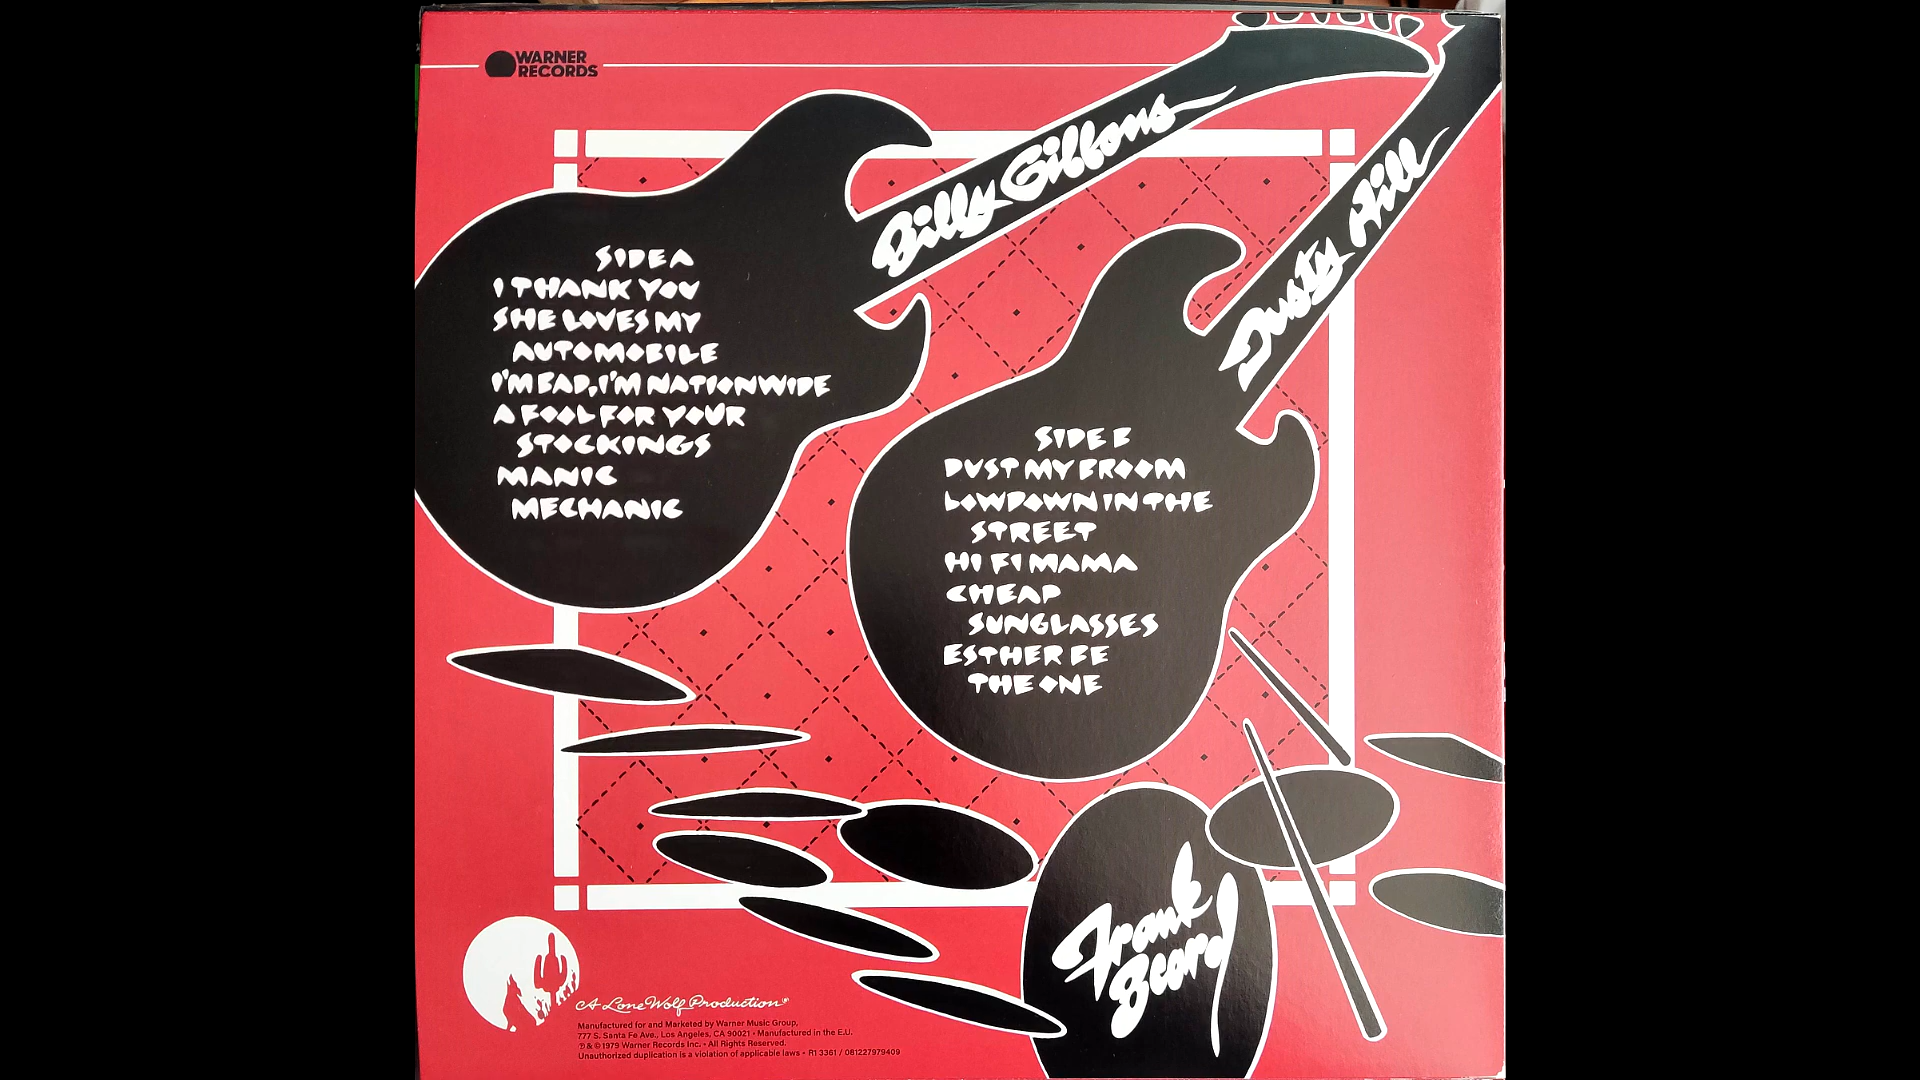 WARNER
RECORDS
Billy Gibbons
Dusty Hill
SIDE A
I THANK YOU
SHE LOVES MY
AUTOMOBILE
I'M BAD, I'M NATIONWIDE
A FOOL FOR YOUR
STOCKINGS
MANIC
MECHANIC
SIDE B
DUST MY BROOM
LOWDOWN IN THE
STREET
HI FI MAMA
CHEAP
SUNGLASSES
ESTHER BE
THE ONE
Frank
Beard
A Lone Wolf Production®
Manufactured for and Marketed by Warner Music Group,
777 S. Santa Fe Ave., Los Angeles, CA 90021 • Manufactured in the E.U.
℗ & © 1979 Warner Records Inc. • All Rights Reserved.
Unauthorized duplication is a violation of applicable laws • R1 3361 / 081227979409